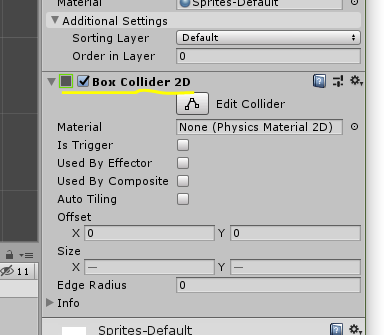 Material Sprites-Default
Additional Settings
Sorting Layer Default
Order in Layer 0
Box Collider 2D
Edit Collider
Material None (Physics Material 2D)
Is Trigger
Used By Effector
Used By Composite
Auto Tiling
Offset
X 0 Y 0
Size
X — Y —
Edge Radius 0
11
Info
Sprites-Default